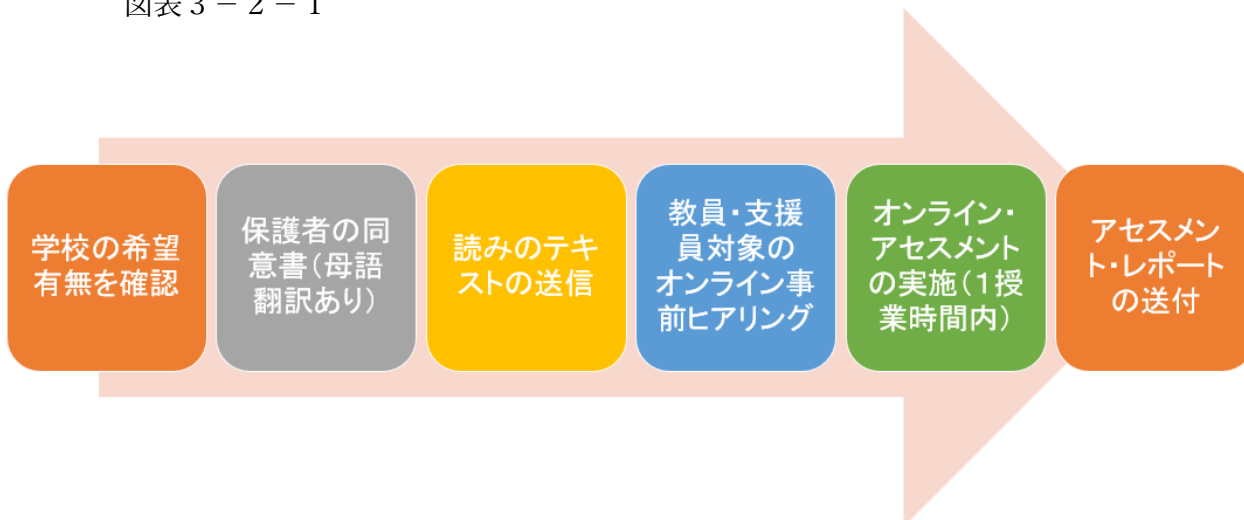 図表３－２－１
学校の希望
有無を確認
保護者の同
意書(母語
翻訳あり)
読みのテキ
ストの送信
教員・支援
員対象の
オンライン事
前ヒアリング
オンライン・
アセスメント
の実施(1授
業時間内)
アセスメン
ト・レポート
の送付